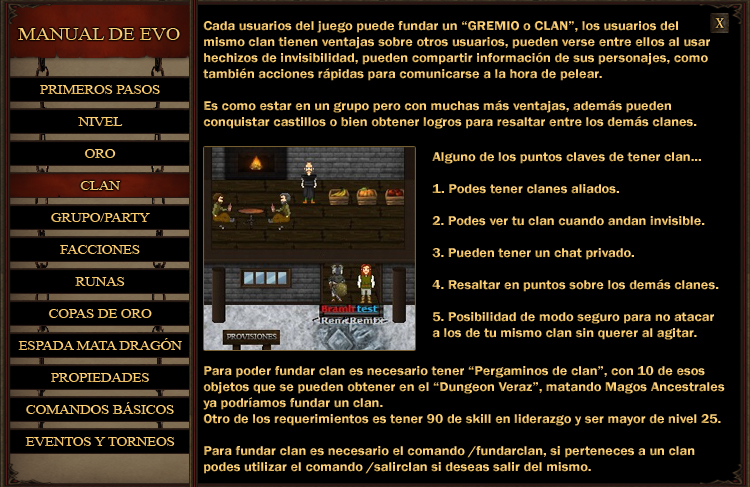 MANUAL DE EVO
PRIMEROS PASOS
NIVEL
ORO
CLAN
GRUPO/PARTY
FACCIONES
RUNAS
COPAS DE ORO
ESPADA MATA DRAGÓN
PROPIEDADES
COMANDOS BÁSICOS
EVENTOS Y TORNEOS
X
Cada usuarios del juego puede fundar un “GREMIO o CLAN”, los usuarios del
mismo clan tienen ventajas sobre otros usuarios, pueden verse entre ellos al usar
hechizos de invisibilidad, pueden compartir información de sus personajes, como
también acciones rápidas para comunicarse a la hora de pelear.
Es como estar en un grupo pero con muchas más ventajas, además pueden
conquistar castillos o bien obtener logros para resaltar entre los demás clanes.
PROVISIONES
Alguno de los puntos claves de tener clan...
1. Podes tener clanes aliados.
2. Podes ver tu clan cuando andan invisible.
3. Pueden tener un chat privado.
4. Resaltar en puntos sobre los demás clanes.
5. Posibilidad de modo seguro para no atacar
a los de tu mismo clan sin querer al agitar.
Para poder fundar clan es necesario tener “Pergaminos de clan”, con 10 de esos
objetos que se pueden obtener en el “Dungeon Veraz”, matando Magos Ancestrales
ya podríamos fundar un clan.
Otro de los requerimientos es tener 90 de skill en liderazgo y ser mayor de nivel 25.
Para fundar clan es necesario el comando /fundarclan, si perteneces a un clan
podes utilizar el comando /salirclan si deseas salir del mismo.